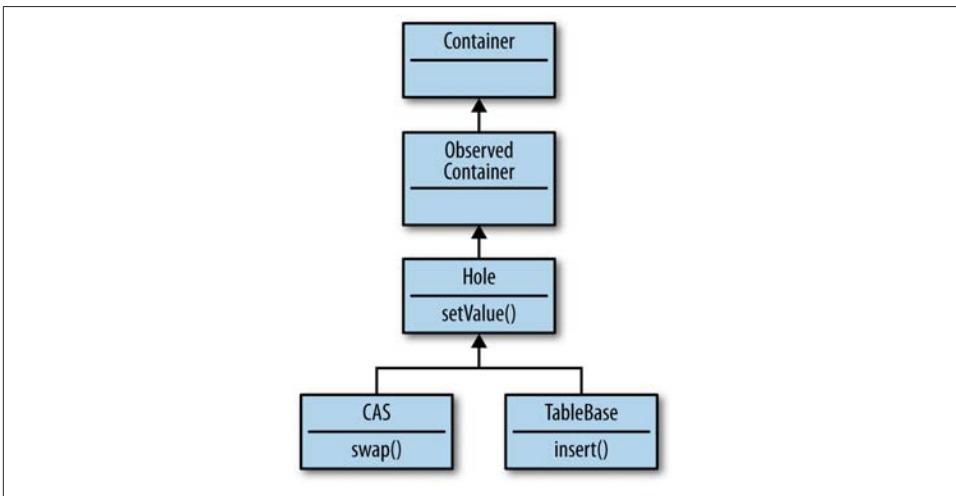 Container
Observed
Container
Hole
setValue()
CAS
swap()
TableBase
insert()